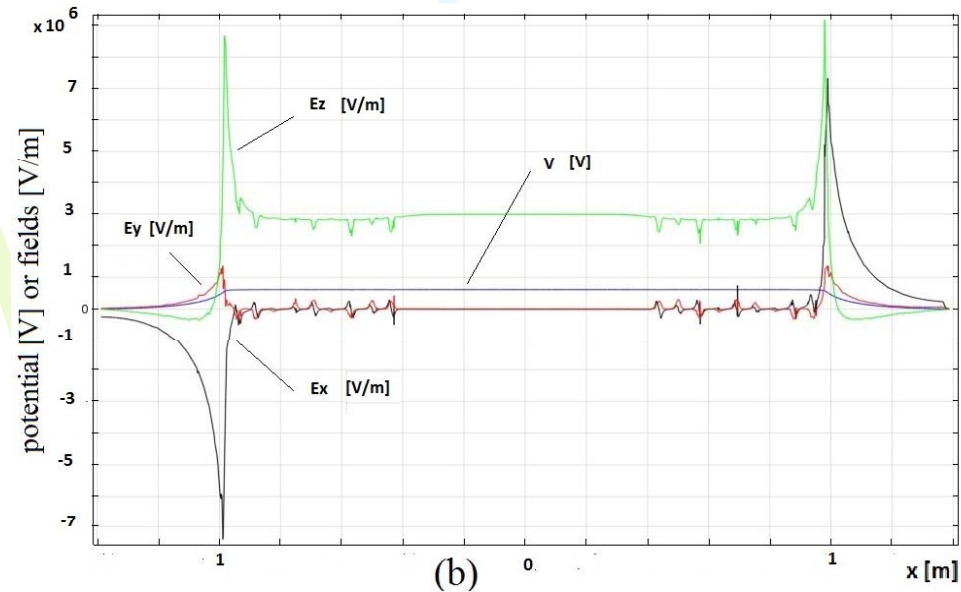 x 10 6
7
5
3
1
0
-1
-3
-5
-7
potential [V] or fields [V/m]
Ez [V/m]
V [V]
Ey [V/m]
Ex [V/m]
1
0
1
x [m]
(b)